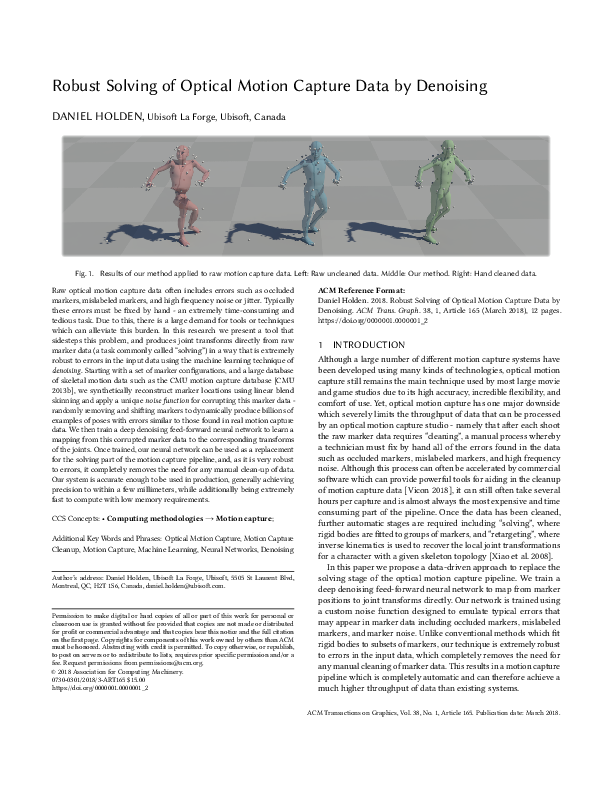 Robust Solving of Optical Motion Capture Data by Denoising
DANIEL HOLDEN, Ubisoft La Forge, Ubisoft, Canada
Fig. 1. Results of our method applied to raw motion capture data. Left: Raw uncleaned data. Middle: Our method. Right: Hand cleaned data.
Raw optical motion capture data often includes errors such as occluded
markers, mislabeled markers, and high frequency noise or jitter. Typically
these errors must be fixed by hand - an extremely time-consuming and
tedious task. Due to this, there is a large demand for tools or techniques
which can alleviate this burden. In this research we present a tool that
sidesteps this problem, and produces joint transforms directly from raw
marker data (a task commonly called "solving") in a way that is extremely
robust to errors in the input data using the machine learning technique of
denoising. Starting with a set of marker configurations, and a large database
of skeletal motion data such as the CMU motion capture database [CMU
2013b], we synthetically reconstruct marker locations using linear blend
skinning and apply a unique noise function for corrupting this marker data -
randomly removing and shifting markers to dynamically produce billions of
examples of poses with errors similar to those found in real motion capture
data. We then train a deep denoising feed-forward neural network to learn a
mapping from this corrupted marker data to the corresponding transforms
of the joints. Once trained, our neural network can be used as a replacement
for the solving part of the motion capture pipeline, and, as it is very robust
to errors, it completely removes the need for any manual clean-up of data.
Our system is accurate enough to be used in production, generally achieving
precision to within a few millimeters, while additionally being extremely
fast to compute with low memory requirements.
CCS Concepts: • Computing methodologies → Motion capture;
Additional Key Words and Phrases: Optical Motion Capture, Motion Capture
Cleanup, Motion Capture, Machine Learning, Neural Networks, Denoising
Author's address: Daniel Holden, Ubisoft La Forge, Ubisoft, 5505 St Laurent Blvd,
Montreal, QC, H2T 1S6, Canada, daniel.holden@ubisoft.com.
Permission to make digital or hard copies of all or part of this work for personal or
classroom use is granted without fee provided that copies are not made or distributed
for profit or commercial advantage and that copies bear this notice and the full citation
on the first page. Copyrights for components of this work owned by others than ACM
must be honored. Abstracting with credit is permitted. To copy otherwise, or republish,
to post on servers or to redistribute to lists, requires prior specific permission and/or a
fee. Request permissions from permissions@acm.org.
© 2018 Association for Computing Machinery.
0730-0301/2018/3-ART165 $15.00
https://doi.org/0000001.0000001_2
ACM Reference Format:
Daniel Holden. 2018. Robust Solving of Optical Motion Capture Data by
Denoising. ACM Trans. Graph. 38, 1, Article 165 (March 2018), 12 pages.
https://doi.org/0000001.0000001_2
1 INTRODUCTION
Although a large number of different motion capture systems have
been developed using many kinds of technologies, optical motion
capture still remains the main technique used by most large movie
and game studios due to its high accuracy, incredible flexibility, and
comfort of use. Yet, optical motion capture has one major downside
which severely limits the throughput of data that can be processed
by an optical motion capture studio - namely that after each shoot
the raw marker data requires "cleaning", a manual process whereby
a technician must fix by hand all of the errors found in the data
such as occluded markers, mislabeled markers, and high frequency
noise. Although this process can often be accelerated by commercial
software which can provide powerful tools for aiding in the cleanup
of motion capture data [Vicon 2018], it can still often take several
hours per capture and is almost always the most expensive and time
consuming part of the pipeline. Once the data has been cleaned,
further automatic stages are required including "solving", where
rigid bodies are fitted to groups of markers, and "retargeting", where
inverse kinematics is used to recover the local joint transformations
for a character with a given skeleton topology [Xiao et al. 2008].
In this paper we propose a data-driven approach to replace the
solving stage of the optical motion capture pipeline. We train a
deep denoising feed-forward neural network to map from marker
positions to joint transforms directly. Our network is trained using
a custom noise function designed to emulate typical errors that
may appear in marker data including occluded markers, mislabeled
markers, and marker noise. Unlike conventional methods which fit
rigid bodies to subsets of markers, our technique is extremely robust
to errors in the input data, which completely removes the need for
any manual cleaning of marker data. This results in a motion capture
pipeline which is completely automatic and can therefore achieve a
much higher throughput of data than existing systems.
ACM Transactions on Graphics, Vol. 38, No. 1, Article 165. Publication date: March 2018.